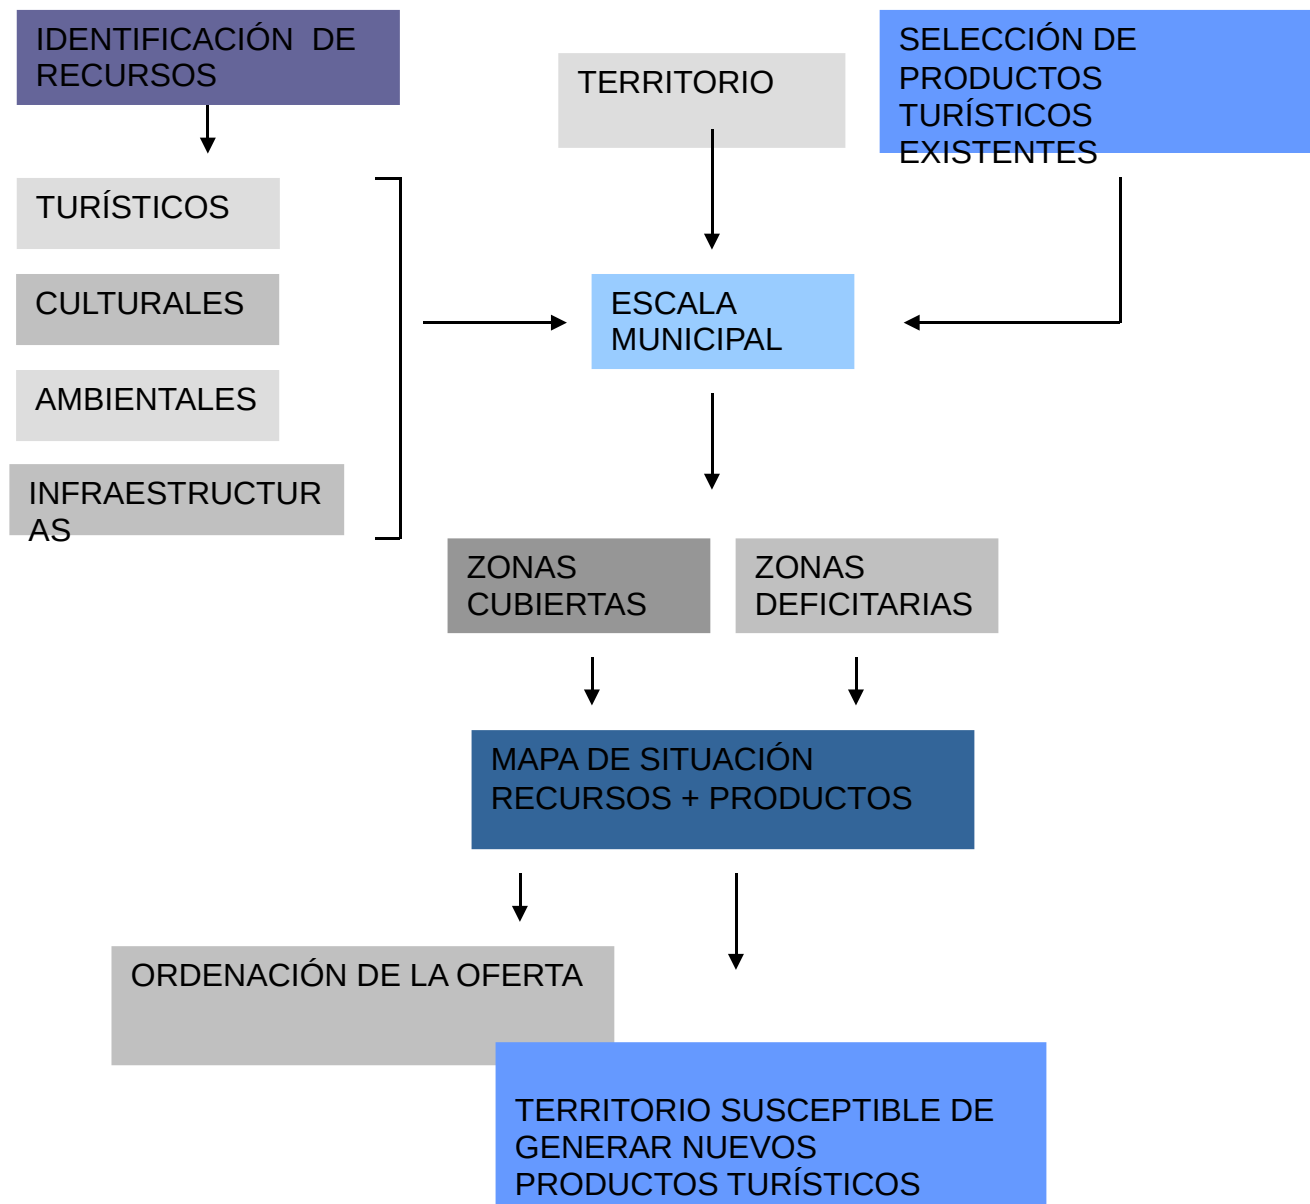 IDENTIFICACIÓN  DE
RECURSOS
TERRITORIO
SELECCIÓN DE
PRODUCTOS
TURÍSTICOS
EXISTENTES
TURÍSTICOS
CULTURALES
AMBIENTALES
INFRAESTRUCTUR
AS
ESCALA
MUNICIPAL
ZONAS
CUBIERTAS
ZONAS
DEFICITARIAS
MAPA DE SITUACIÓN
RECURSOS + PRODUCTOS
ORDENACIÓN DE LA OFERTA
TERRITORIO SUSCEPTIBLE DE
GENERAR NUEVOS
PRODUCTOS TURÍSTICOS